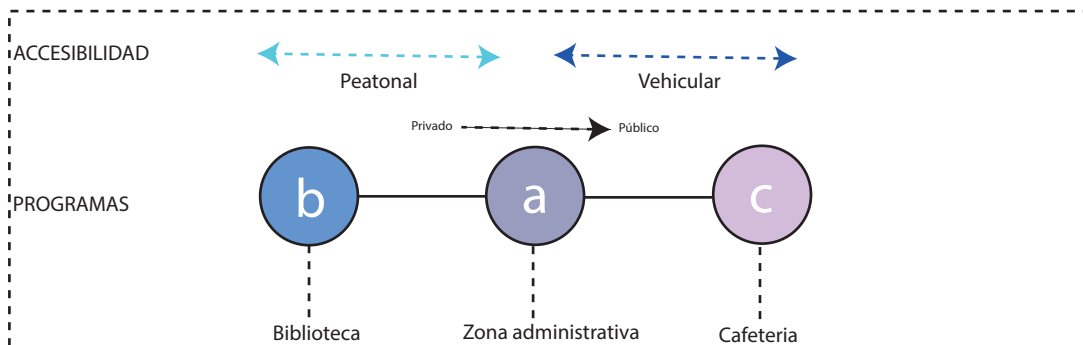 ACCESIBILIDAD
Peatonal
Vehicular
Privado
Público
PROGRAMAS
b
a
c
Biblioteca
Zona administrativa
Cafeteria